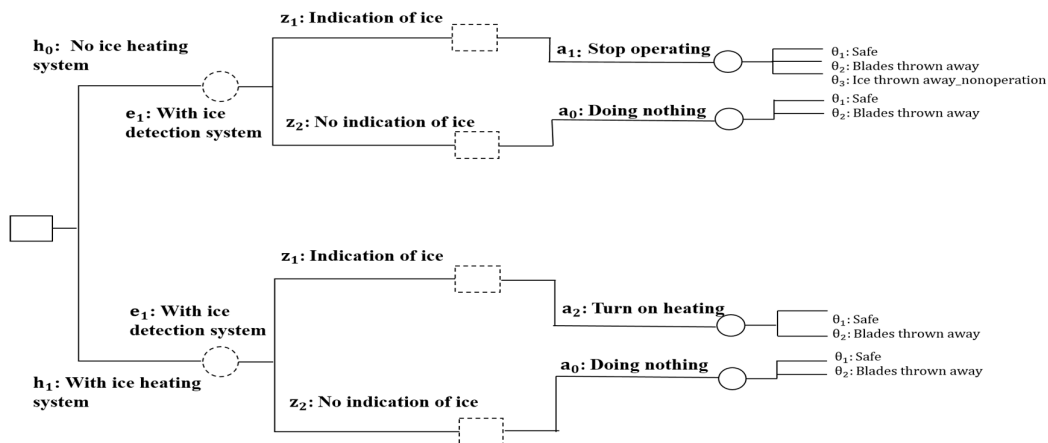 z₁: Indication of ice
h₀: No ice heating
system
a₁: Stop operating
θ₁: Safe
θ₂: Blades thrown away
θ₃: Ice thrown away_nonoperation
e₁: With ice
detection system
z₂: No indication of ice
a₀: Doing nothing
θ₁: Safe
θ₂: Blades thrown away
z₁: Indication of ice
e₁: With ice
detection system
a₂: Turn on heating
θ₁: Safe
θ₂: Blades thrown away
h₁: With ice heating
system
z₂: No indication of ice
a₀: Doing nothing
θ₁: Safe
θ₂: Blades thrown away